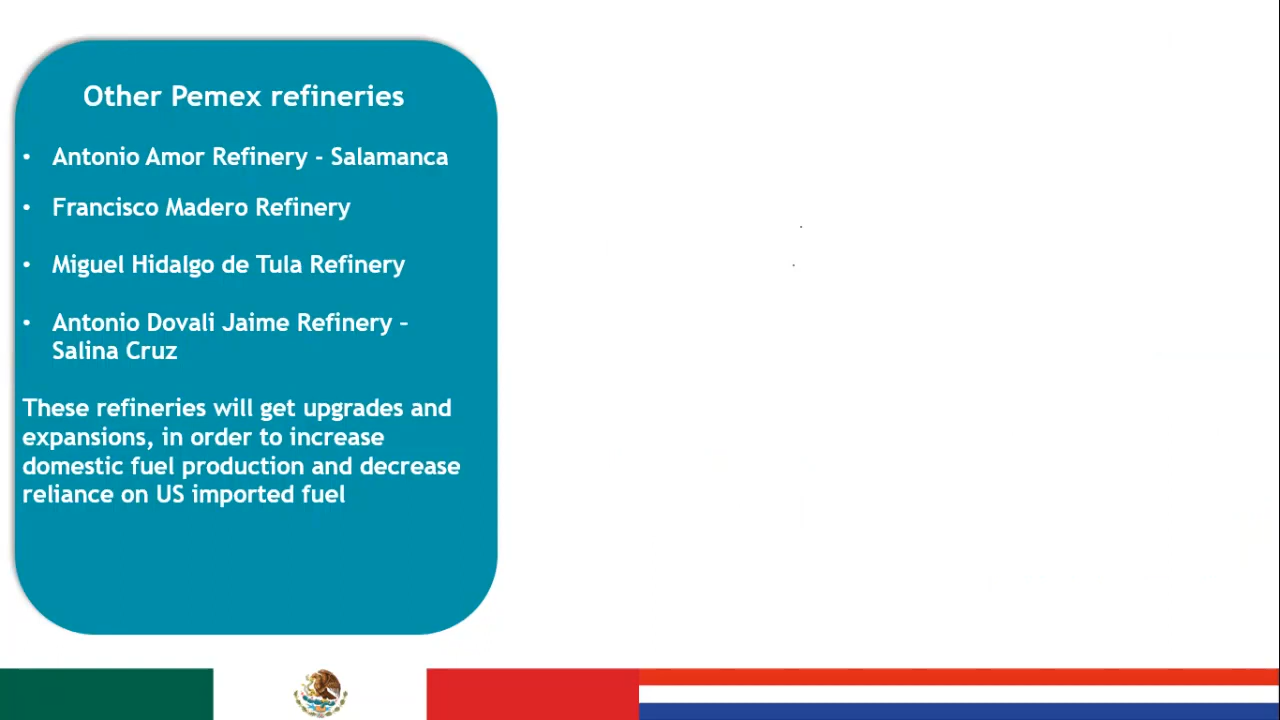 Other Pemex refineries
• Antonio Amor Refinery - Salamanca
• Francisco Madero Refinery
• Miguel Hidalgo de Tula Refinery
• Antonio Dovali Jaime Refinery –
Salina Cruz
These refineries will get upgrades and
expansions, in order to increase
domestic fuel production and decrease
reliance on US imported fuel